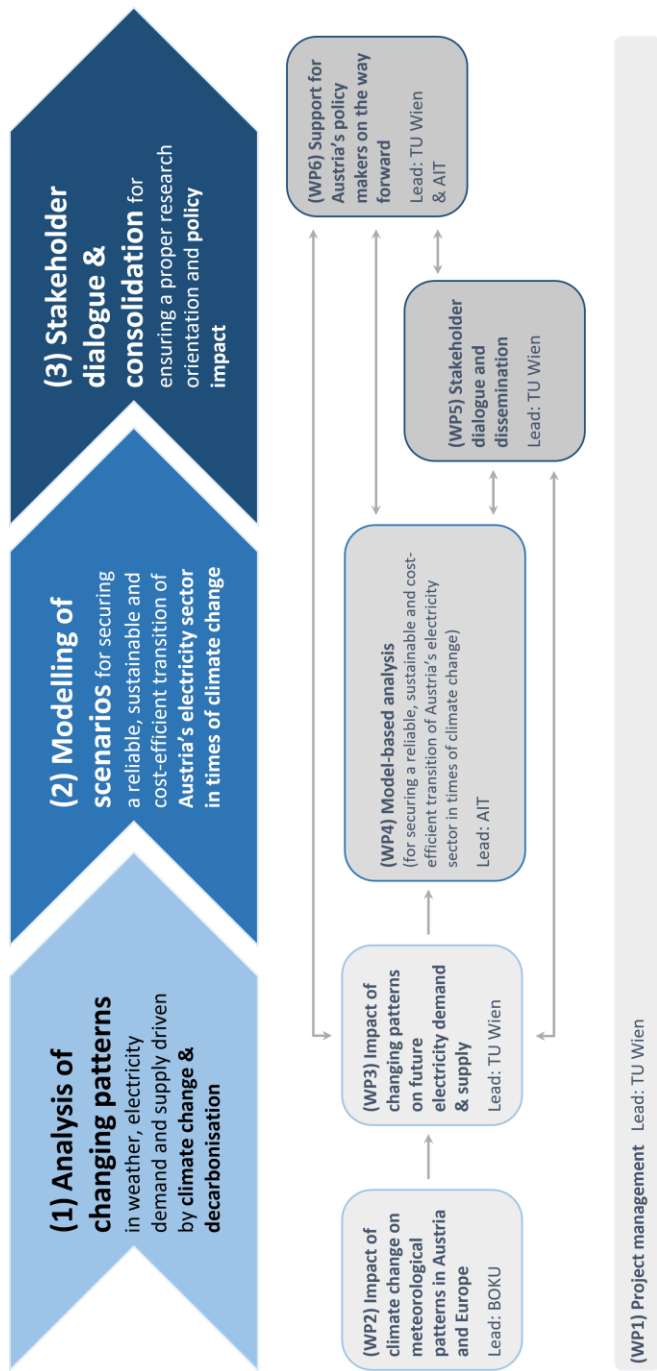 (1) Analysis of
changing patterns
in weather, electricity
demand and supply driven
by climate change &
decarbonisation
(2) Modelling of
scenarios for securing
a reliable, sustainable and
cost-efficient transition of
Austria's electricity sector
in times of climate change
(3) Stakeholder
dialogue &
consolidation for
ensuring a proper research
orientation and policy
impact
(WP2) Impact of
climate change on
meteorological
patterns in Austria
and Europe
Lead: BOKU
(WP3) Impact of
changing patterns
on future
electricity demand
& supply
Lead: TU Wien
(WP4) Model-based analysis
(for securing a reliable, sustainable and cost-
efficient transition of Austria's electricity
sector in times of climate change)
Lead: AIT
(WP5) Stakeholder
dialogue and
dissemination
Lead: TU Wien
(WP6) Support for
Austria's policy
makers on the way
forward
Lead: TU Wien
& AIT
(WP1) Project management Lead: TU Wien